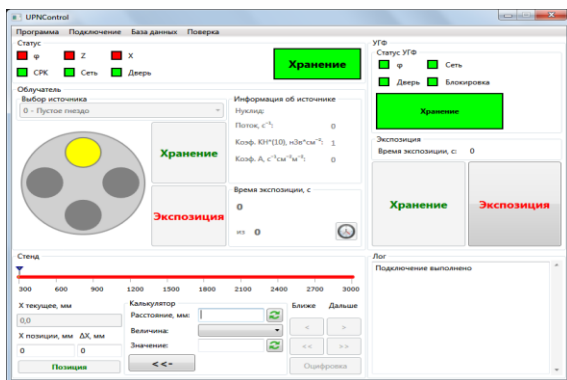 UPNControl
Программа Подключение База данных Поверка
Статус
φ Z X
СРК Сеть Дверь
Хранение
Облучатель
Выбор источника
0 - Пустое гнездо
Хранение
Экспозиция
Информация об источнике
Нуклид:
Поток, с⁻¹: 0
Коэф. КН*(10), нЗв*см⁻²: 1
Коэф. А, с⁻¹см⁻²м⁻²: 0
Время экспозиции, с
0
из 0
УГФ
Статус УГФ
φ Сеть
Дверь Блокировка
Хранение
Экспозиция
Время экспозиции, с: 0
Хранение
Экспозиция
Стенд
300 600 900 1200 1500 1800 2100 2400 2700 3000
X текущее, мм
0,0
X позиции, мм ΔX, мм
0 0
Позиция
Калькулятор
Расстояние, мм:
Величина:
Значение:
<<-
Ближе Дальше
< >
<< >>
Оцифровка
Лог
Подключение выполнено